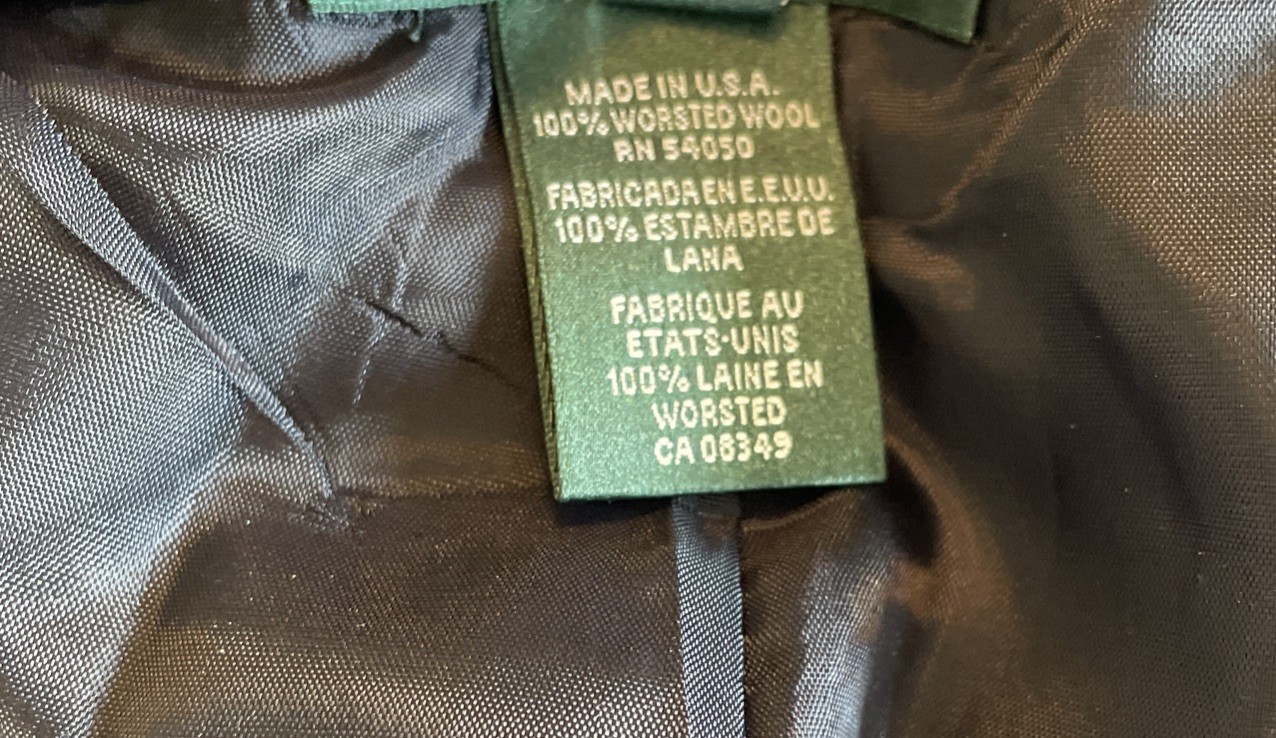 MADE IN U.S.A.
100% WORSTED WOOL
RN 54050
FABRICADA EN E.E.U.U.
100% ESTAMBRE DE
LANA
FABRIQUE AU
ETATS-UNIS
100% LAINE EN
WORSTED
CA 08349